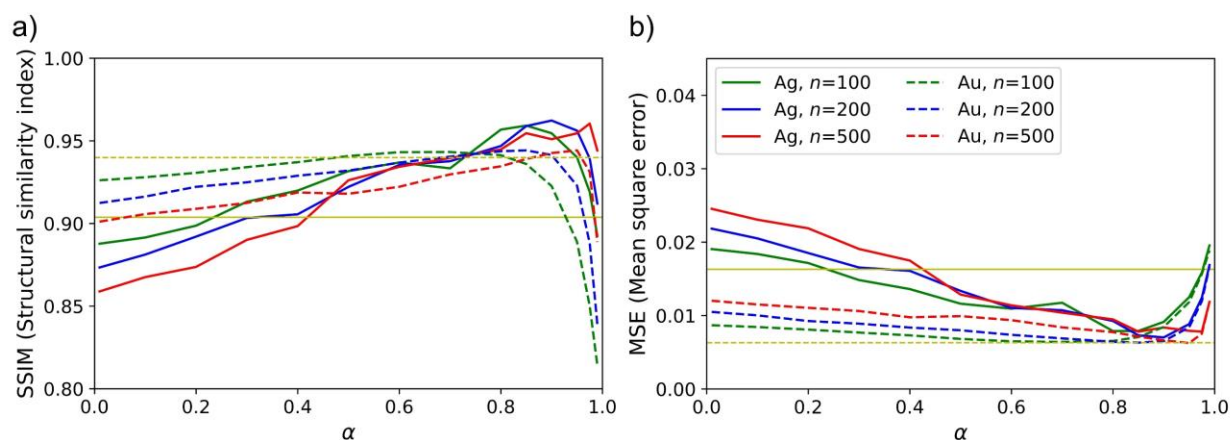 a)
SSIM (Structural similarity index)
1.00
0.95
0.90
0.85
0.80
0.0 0.2 0.4 0.6 0.8 1.0
α
b)
MSE (Mean square error)
0.04
0.03
0.02
0.01
0.00
Ag, n=100 Au, n=100
Ag, n=200 Au, n=200
Ag, n=500 Au, n=500
0.0 0.2 0.4 0.6 0.8 1.0
α